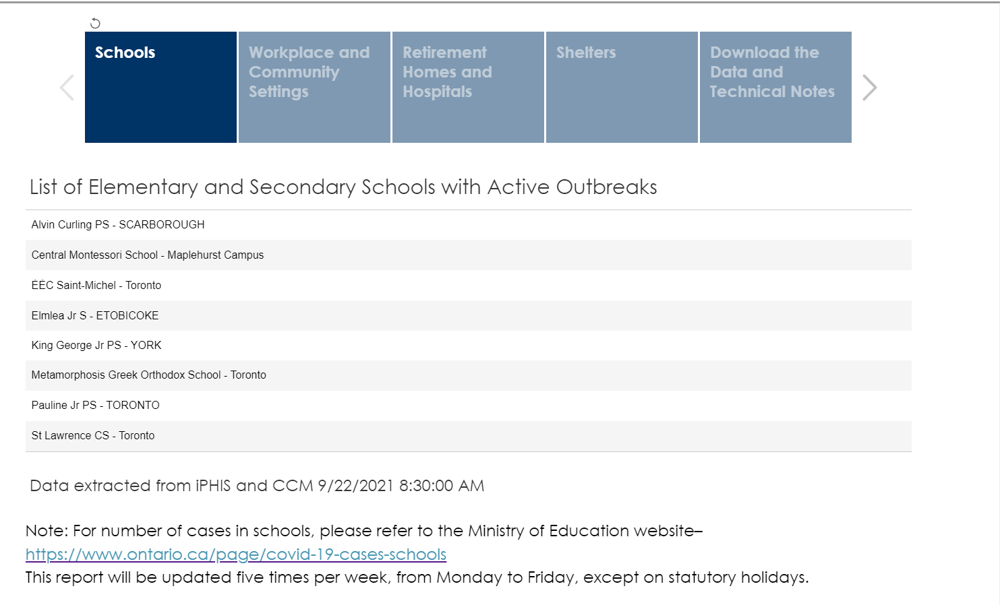 Schools
Workplace and
Community
Settings
Retirement
Homes and
Hospitals
Shelters
Download the
Data and
Technical Notes
List of Elementary and Secondary Schools with Active Outbreaks
Alvin Curling PS - SCARBOROUGH
Central Montessori School - Maplehurst Campus
ÉÉC Saint-Michel - Toronto
Elmlea Jr S - ETOBICOKE
King George Jr PS - YORK
Metamorphosis Greek Orthodox School - Toronto
Pauline Jr PS - TORONTO
St Lawrence CS - Toronto
Data extracted from iPHIS and CCM 9/22/2021 8:30:00 AM
Note: For number of cases in schools, please refer to the Ministry of Education website–
https://www.ontario.ca/page/covid-19-cases-schools
This report will be updated five times per week, from Monday to Friday, except on statutory holidays.